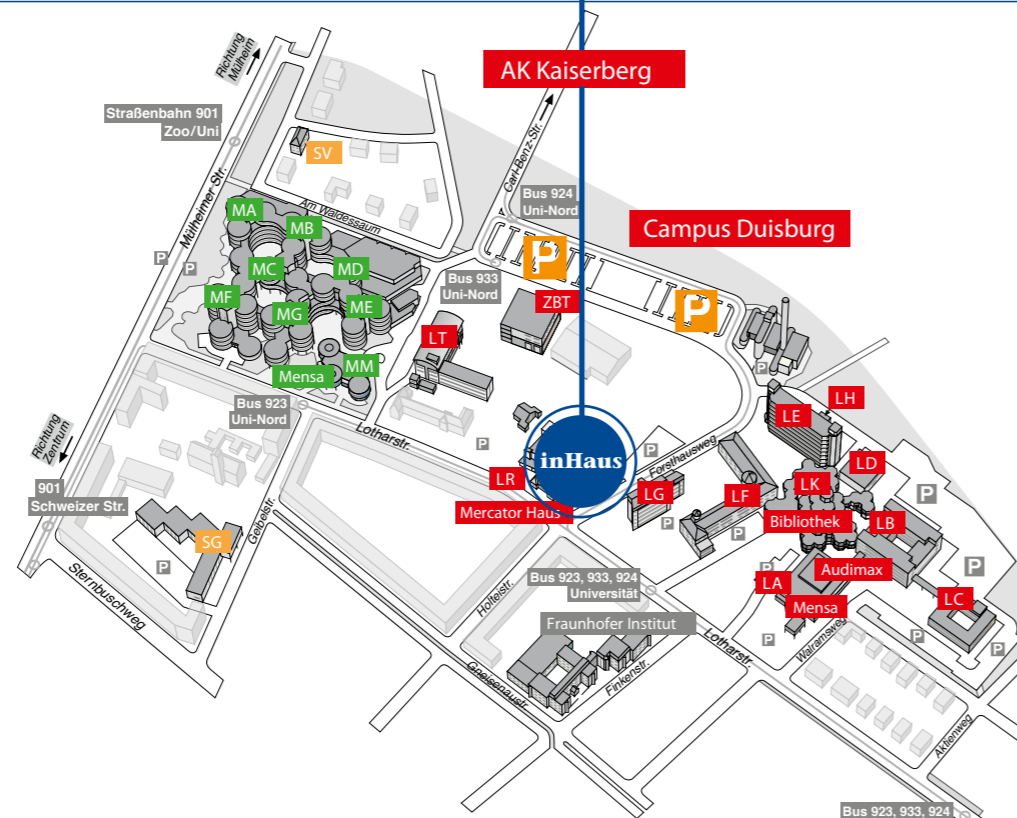 Richtung
Mülheim
AK Kaiserberg
Straßenbahn 901
Zoo/Uni
SV
Carl-Benz-Str.
Mülheimer Str.
Am Waldessaum
Bus 924
Uni-Nord
Campus Duisburg
MA
MB
P
P
P
MC
MD
Bus 933
Uni-Nord
MF
MG
ME
ZBT
P
LT
MM
Mensa
P
Bus 923
Uni-Nord
LH
LE
Lotharstr.
Richtung
Zentrum
P
inHaus
P
Forsthausweg
LD
LR
LG
LF
LK
P
901
Schweizer Str.
Mercator Haus
P
Bibliothek
LB
Geibelstr.
SG
P
P
Audimax
P
Sternbuschweg
Bus 923, 933, 924
Universität
LA
LC
Holteistr.
Mensa
Fraunhofer Institut
P
P
P
Lotharstr.
Walramsweg
Gneisenaustr.
Finkenstr.
Aktienweg
Bus 923, 933, 924